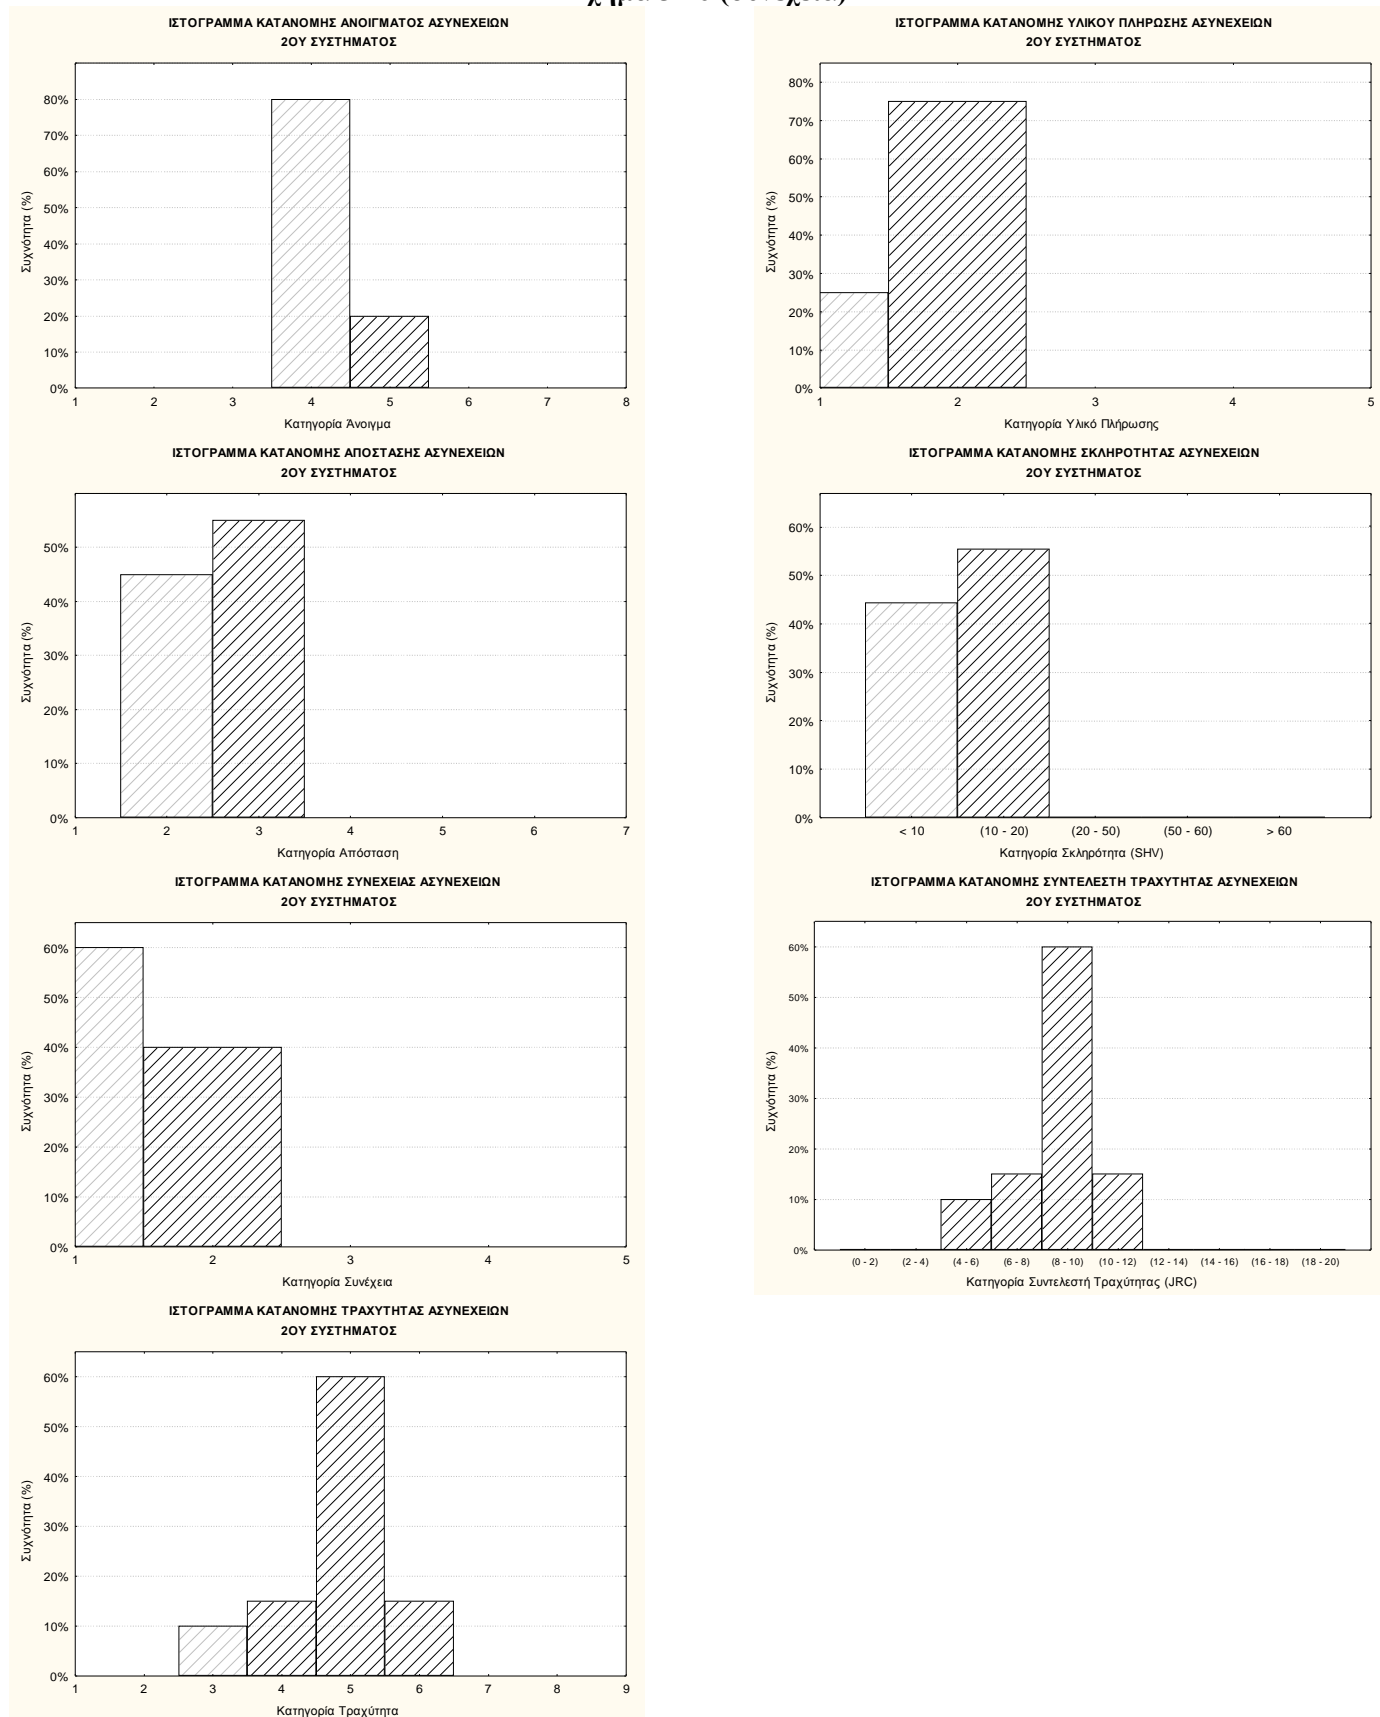 ΙΣΤΟΓΡΑΜΜΑ ΚΑΤΑΝΟΜΗΣ ΑΝΟΙΓΜΑΤΟΣ ΑΣΥΝΕΧΕΙΩΝ
2ΟΥ ΣΥΣΤΗΜΑΤΟΣ
80%
70%
60%
50%
40%
30%
20%
10%
0%
Συχνότητα (%)
1 2 3 4 5 6 7 8
Κατηγορία Άνοιγμα
ΙΣΤΟΓΡΑΜΜΑ ΚΑΤΑΝΟΜΗΣ ΥΛΙΚΟΥ ΠΛΗΡΩΣΗΣ ΑΣΥΝΕΧΕΙΩΝ
2ΟΥ ΣΥΣΤΗΜΑΤΟΣ
80%
70%
60%
50%
40%
30%
20%
10%
0%
Συχνότητα (%)
1 2 3 4 5
Κατηγορία Υλικό Πλήρωσης
ΙΣΤΟΓΡΑΜΜΑ ΚΑΤΑΝΟΜΗΣ ΑΠΟΣΤΑΣΗΣ ΑΣΥΝΕΧΕΙΩΝ
2ΟΥ ΣΥΣΤΗΜΑΤΟΣ
50%
40%
30%
20%
10%
0%
Συχνότητα (%)
1 2 3 4 5 6 7
Κατηγορία Απόσταση
ΙΣΤΟΓΡΑΜΜΑ ΚΑΤΑΝΟΜΗΣ ΣΚΛΗΡΟΤΗΤΑΣ ΑΣΥΝΕΧΕΙΩΝ
2ΟΥ ΣΥΣΤΗΜΑΤΟΣ
60%
50%
40%
30%
20%
10%
0%
Συχνότητα (%)
< 10 (10 - 20) (20 - 50) (50 - 60) > 60
Κατηγορία Σκληρότητα (SHV)
ΙΣΤΟΓΡΑΜΜΑ ΚΑΤΑΝΟΜΗΣ ΣΥΝΕΧΕΙΑΣ ΑΣΥΝΕΧΕΙΩΝ
2ΟΥ ΣΥΣΤΗΜΑΤΟΣ
60%
50%
40%
30%
20%
10%
0%
Συχνότητα (%)
1 2 3 4 5
Κατηγορία Συνέχεια
ΙΣΤΟΓΡΑΜΜΑ ΚΑΤΑΝΟΜΗΣ ΣΥΝΤΕΛΕΣΤΗ ΤΡΑΧΥΤΗΤΑΣ ΑΣΥΝΕΧΕΙΩΝ
2ΟΥ ΣΥΣΤΗΜΑΤΟΣ
60%
50%
40%
30%
20%
10%
0%
Συχνότητα (%)
(0 - 2) (2 - 4) (4 - 6) (6 - 8) (8 - 10) (10 - 12) (12 - 14) (14 - 16) (16 - 18) (18 - 20)
Κατηγορία Συντελεστή Τραχύτητας (JRC)
ΙΣΤΟΓΡΑΜΜΑ ΚΑΤΑΝΟΜΗΣ ΤΡΑΧΥΤΗΤΑΣ ΑΣΥΝΕΧΕΙΩΝ
2ΟΥ ΣΥΣΤΗΜΑΤΟΣ
60%
50%
40%
30%
20%
10%
0%
Συχνότητα (%)
1 2 3 4 5 6 7 8 9
Κατηγορία Τραχύτητα